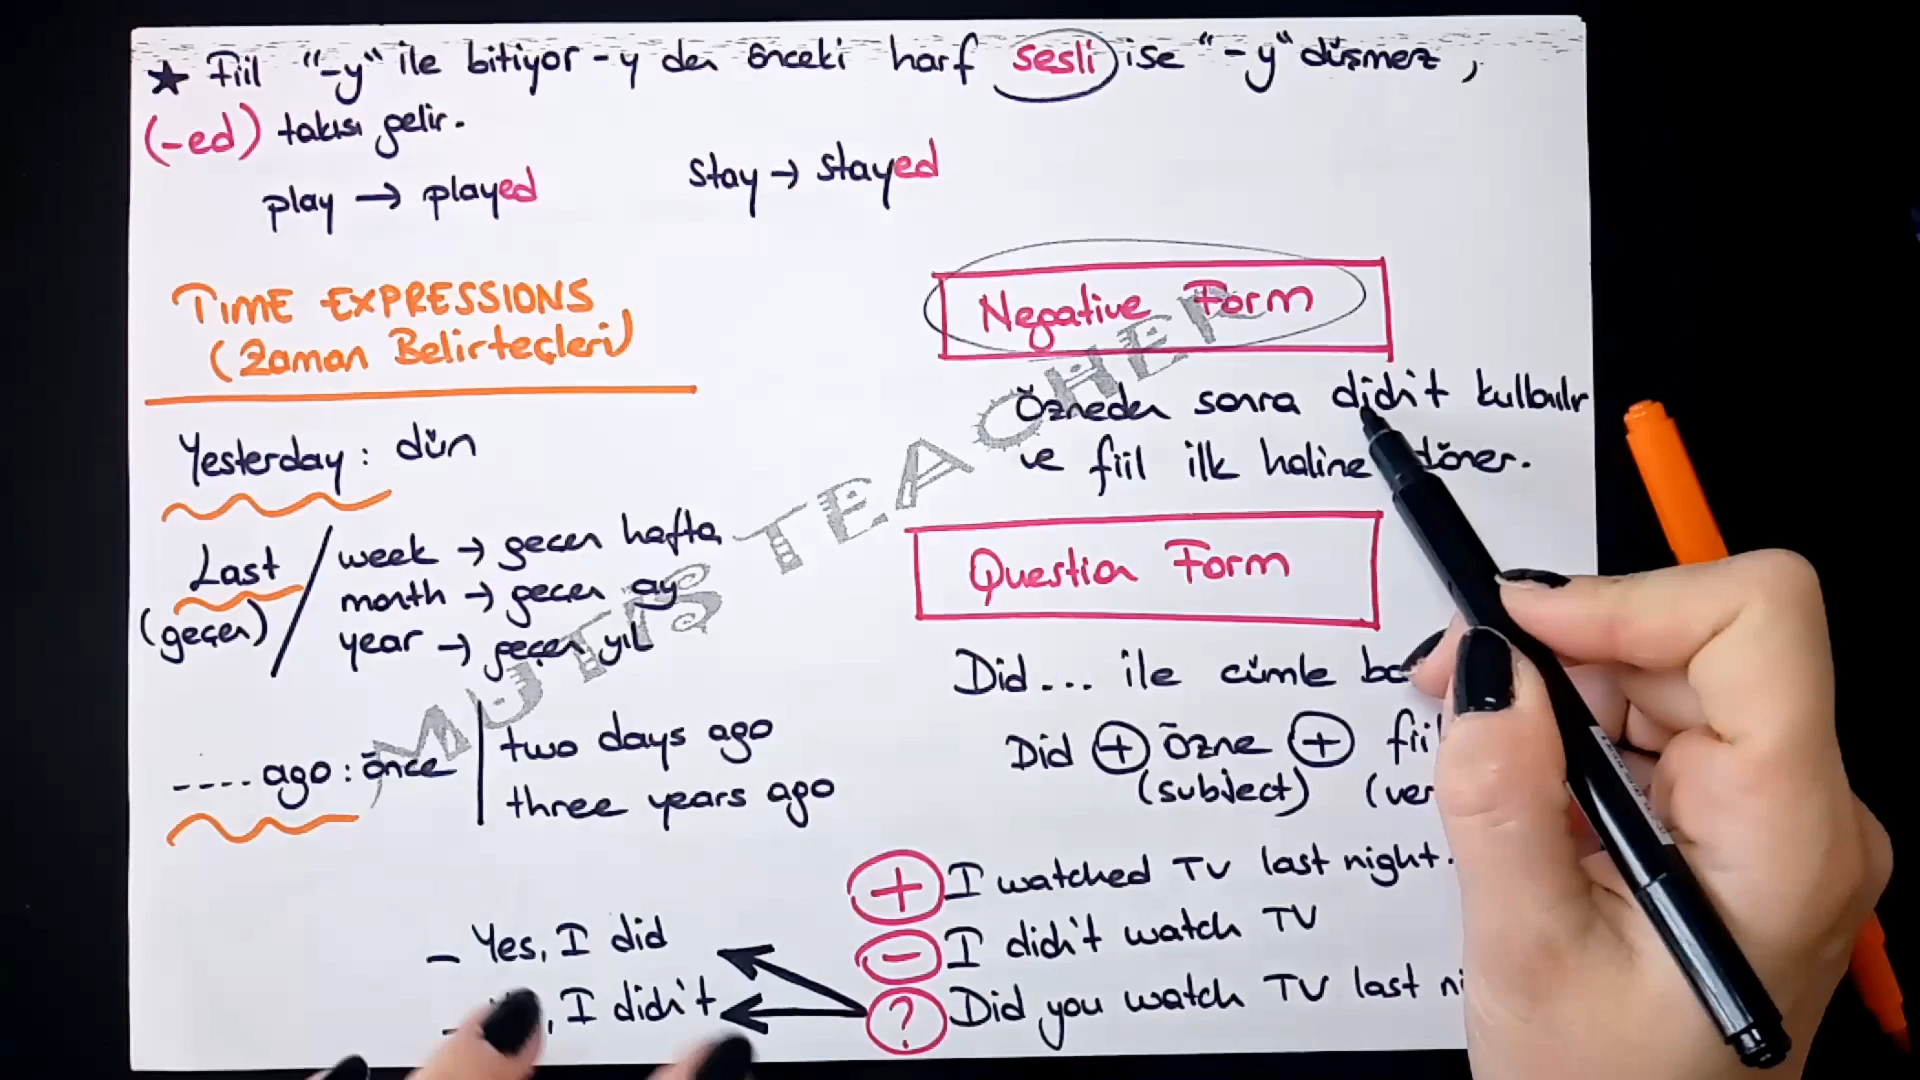 ★ Fiil "-y" ile bitiyor -y den önceki harf sesli ise "-y" düşmez,
(-ed) takısı gelir.
play → played
stay → stayed
TIME EXPRESSIONS
(Zaman Belirteçleri)
Yesterday : dün
Last
(geçen)
week → geçen hafta
month → geçen ay
year → geçen yıl
---- ago : önce
two days ago
three years ago
Negative Form
Özneden sonra didn't kullanılır
ve fiil ilk haline döner.
Question Form
Did... ile cümle
Did + özne + fiil
(subject)
+ I watched TV last night.
- I didn't watch TV
? Did you watch TV last
- Yes, I did
- , I didn't
MUTIS TEACHER